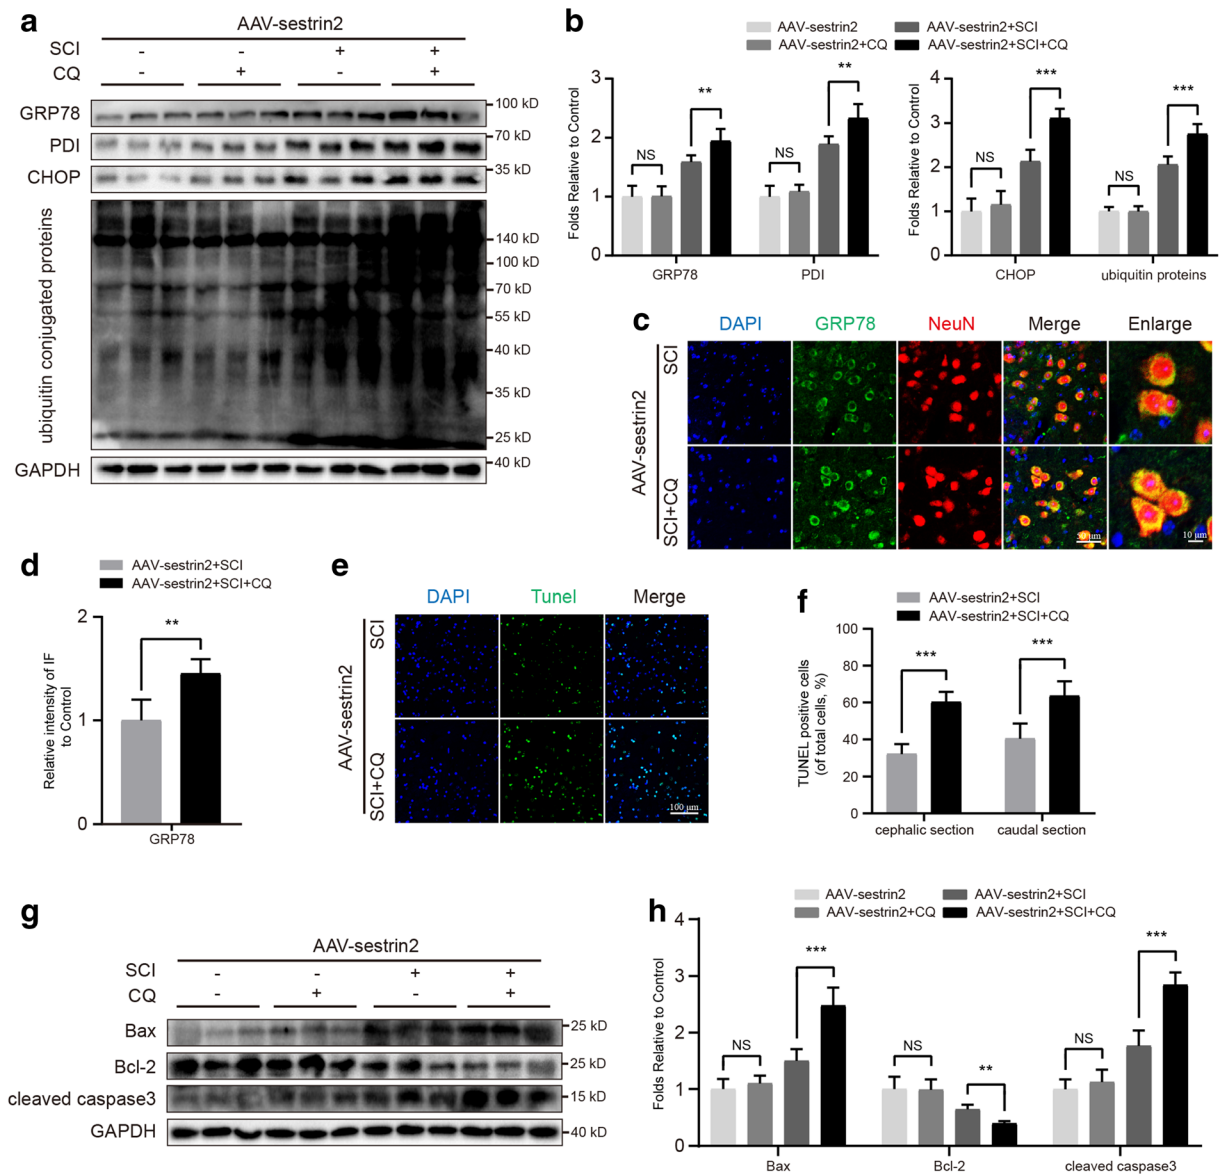 a
AAV-sestrin2
SCI - - + +
CQ - + - +
GRP78
100 kD
PDI
70 kD
CHOP
35 kD
ubiquitin conjugated proteins
140 kD
100 kD
70 kD
55 kD
40 kD
35 kD
25 kD
GAPDH
40 kD
b
AAV-sestrin2
AAV-sestrin2+SCI
AAV-sestrin2+CQ
AAV-sestrin2+SCI+CQ
Folds Relative to Control
3
2
1
0
NS
**
NS
**
GRP78
PDI
Folds Relative to Control
4
3
2
1
0
NS
***
NS
***
CHOP
ubiquitin proteins
c
DAPI GRP78 NeuN Merge Enlarge
AAV-sestrin2
SCI
SCI+CQ
50 µm
10 µm
d
AAV-sestrin2+SCI
AAV-sestrin2+SCI+CQ
Relative intensity of IF
to Control
2
1
0
**
GRP78
e
DAPI Tunel Merge
AAV-sestrin2
SCI
SCI+CQ
100 µm
f
AAV-sestrin2+SCI
AAV-sestrin2+SCI+CQ
TUNEL positive cells
(of total cells, %)
100
80
60
40
20
0
***
***
cephalic section
caudal section
g
AAV-sestrin2
SCI - - + +
CQ - + - +
Bax
25 kD
Bcl-2
25 kD
cleaved caspase3
15 kD
GAPDH
40 kD
h
AAV-sestrin2
AAV-sestrin2+SCI
AAV-sestrin2+CQ
AAV-sestrin2+SCI+CQ
Folds Relative to Control
4
3
2
1
0
NS
***
NS
**
NS
***
Bax
Bcl-2
cleaved caspase3